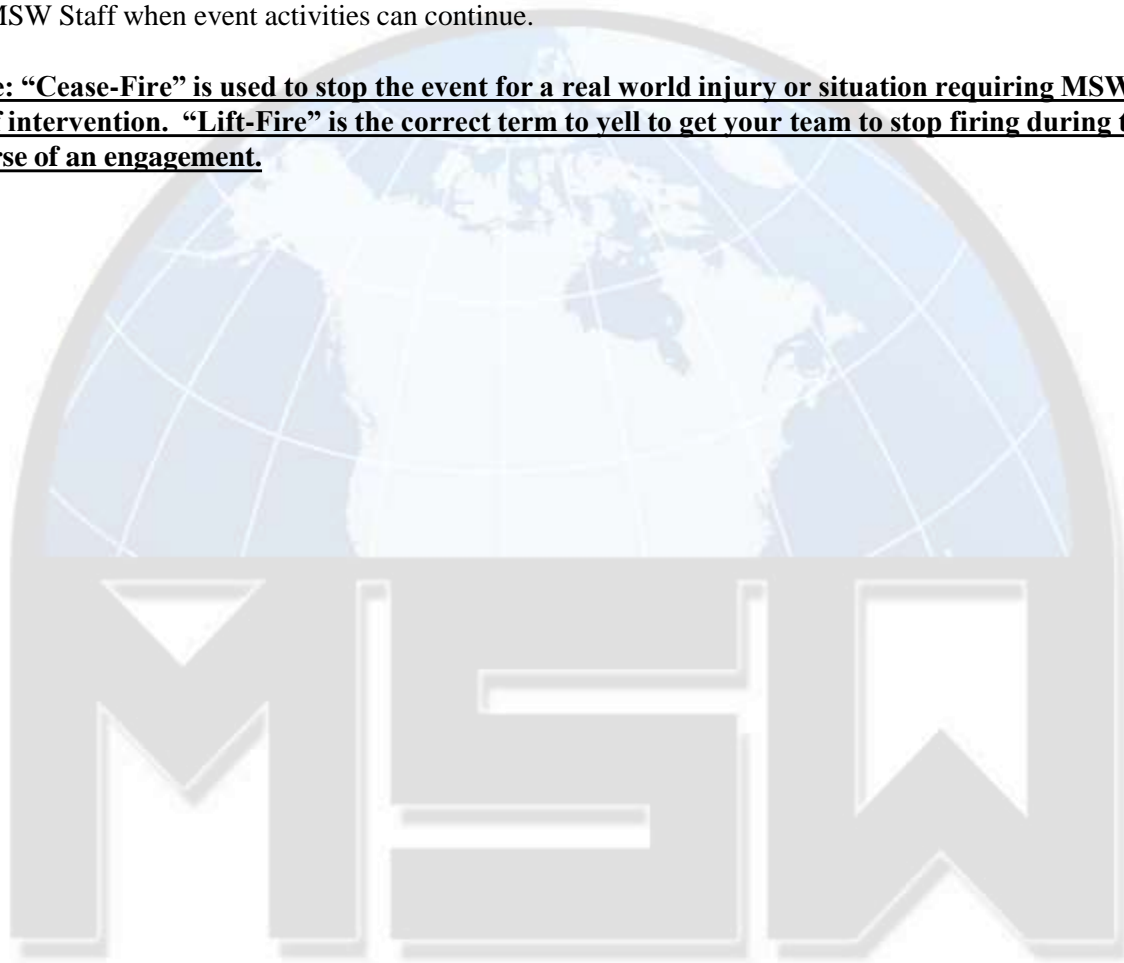 MSW Staff when event activities can continue.
e: “Cease-Fire” is used to stop the event for a real world injury or situation requiring MSW
f intervention.  “Lift-Fire” is the correct term to yell to get your team to stop firing during t
rse of an engagement.
MSW